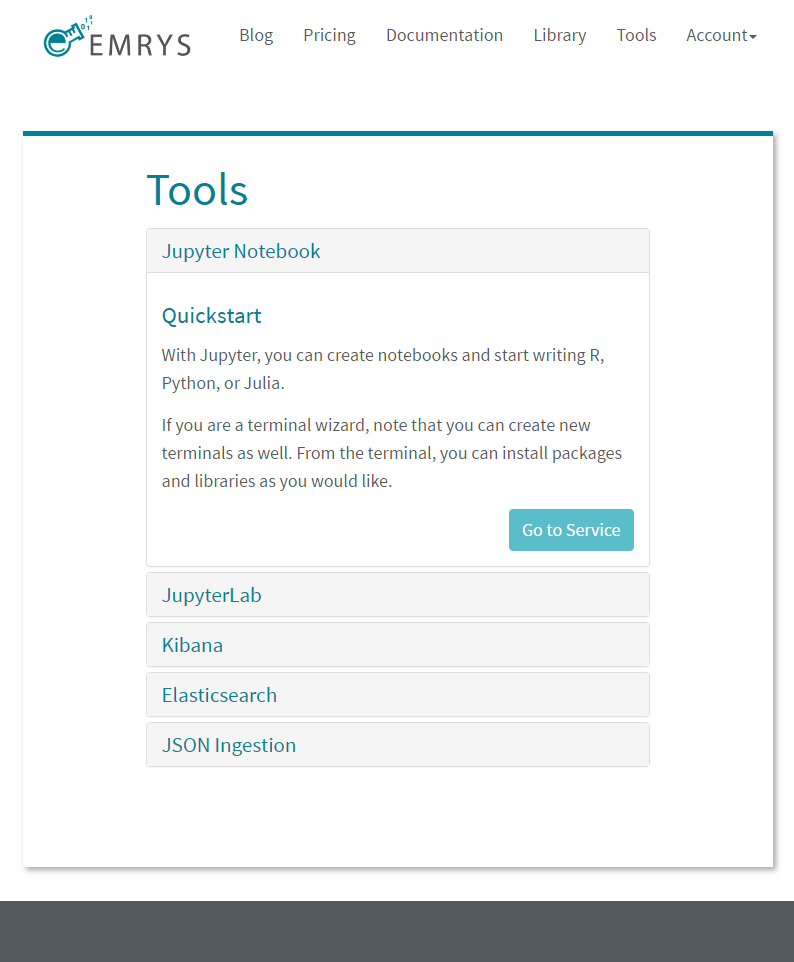 EMRYS
Blog Pricing Documentation Library Tools Account
Tools
Jupyter Notebook
Quickstart
With Jupyter, you can create notebooks and start writing R,
Python, or Julia.
If you are a terminal wizard, note that you can create new
terminals as well. From the terminal, you can install packages
and libraries as you would like.
Go to Service
JupyterLab
Kibana
Elasticsearch
JSON Ingestion